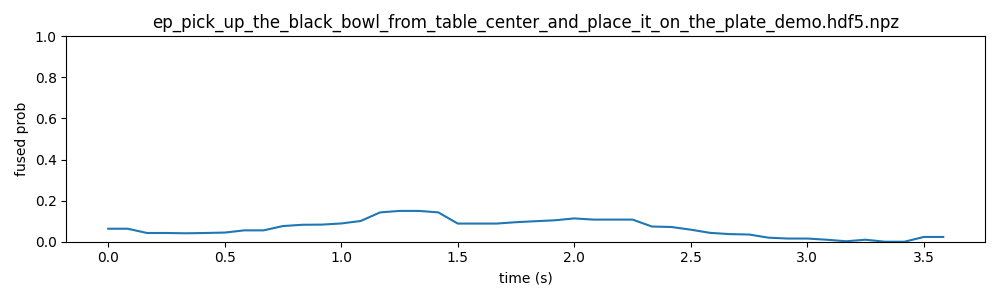 ep_pick_up_the_black_bowl_from_table_center_and_place_it_on_the_plate_demo.hdf5.npz
1.0
0.8
0.6
0.4
0.2
0.0
fused prob
0.0 0.5 1.0 1.5 2.0 2.5 3.0 3.5
time (s)